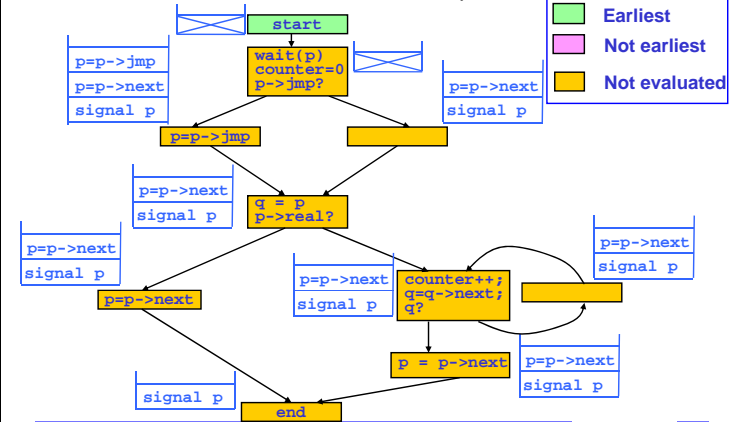 start
Earliest
Not earliest
Not evaluated
wait(p)
counter=0
p->jmp?
p=p->jmp
p=p->next
signal p
p=p->next
signal p
p=p->jmp
p=p->next
signal p
q = p
p->real?
p=p->next
signal p
p=p->next
signal p
p=p->next
signal p
counter++;
q=q->next;
q?
p=p->next
p = p->next
p=p->next
signal p
signal p
end